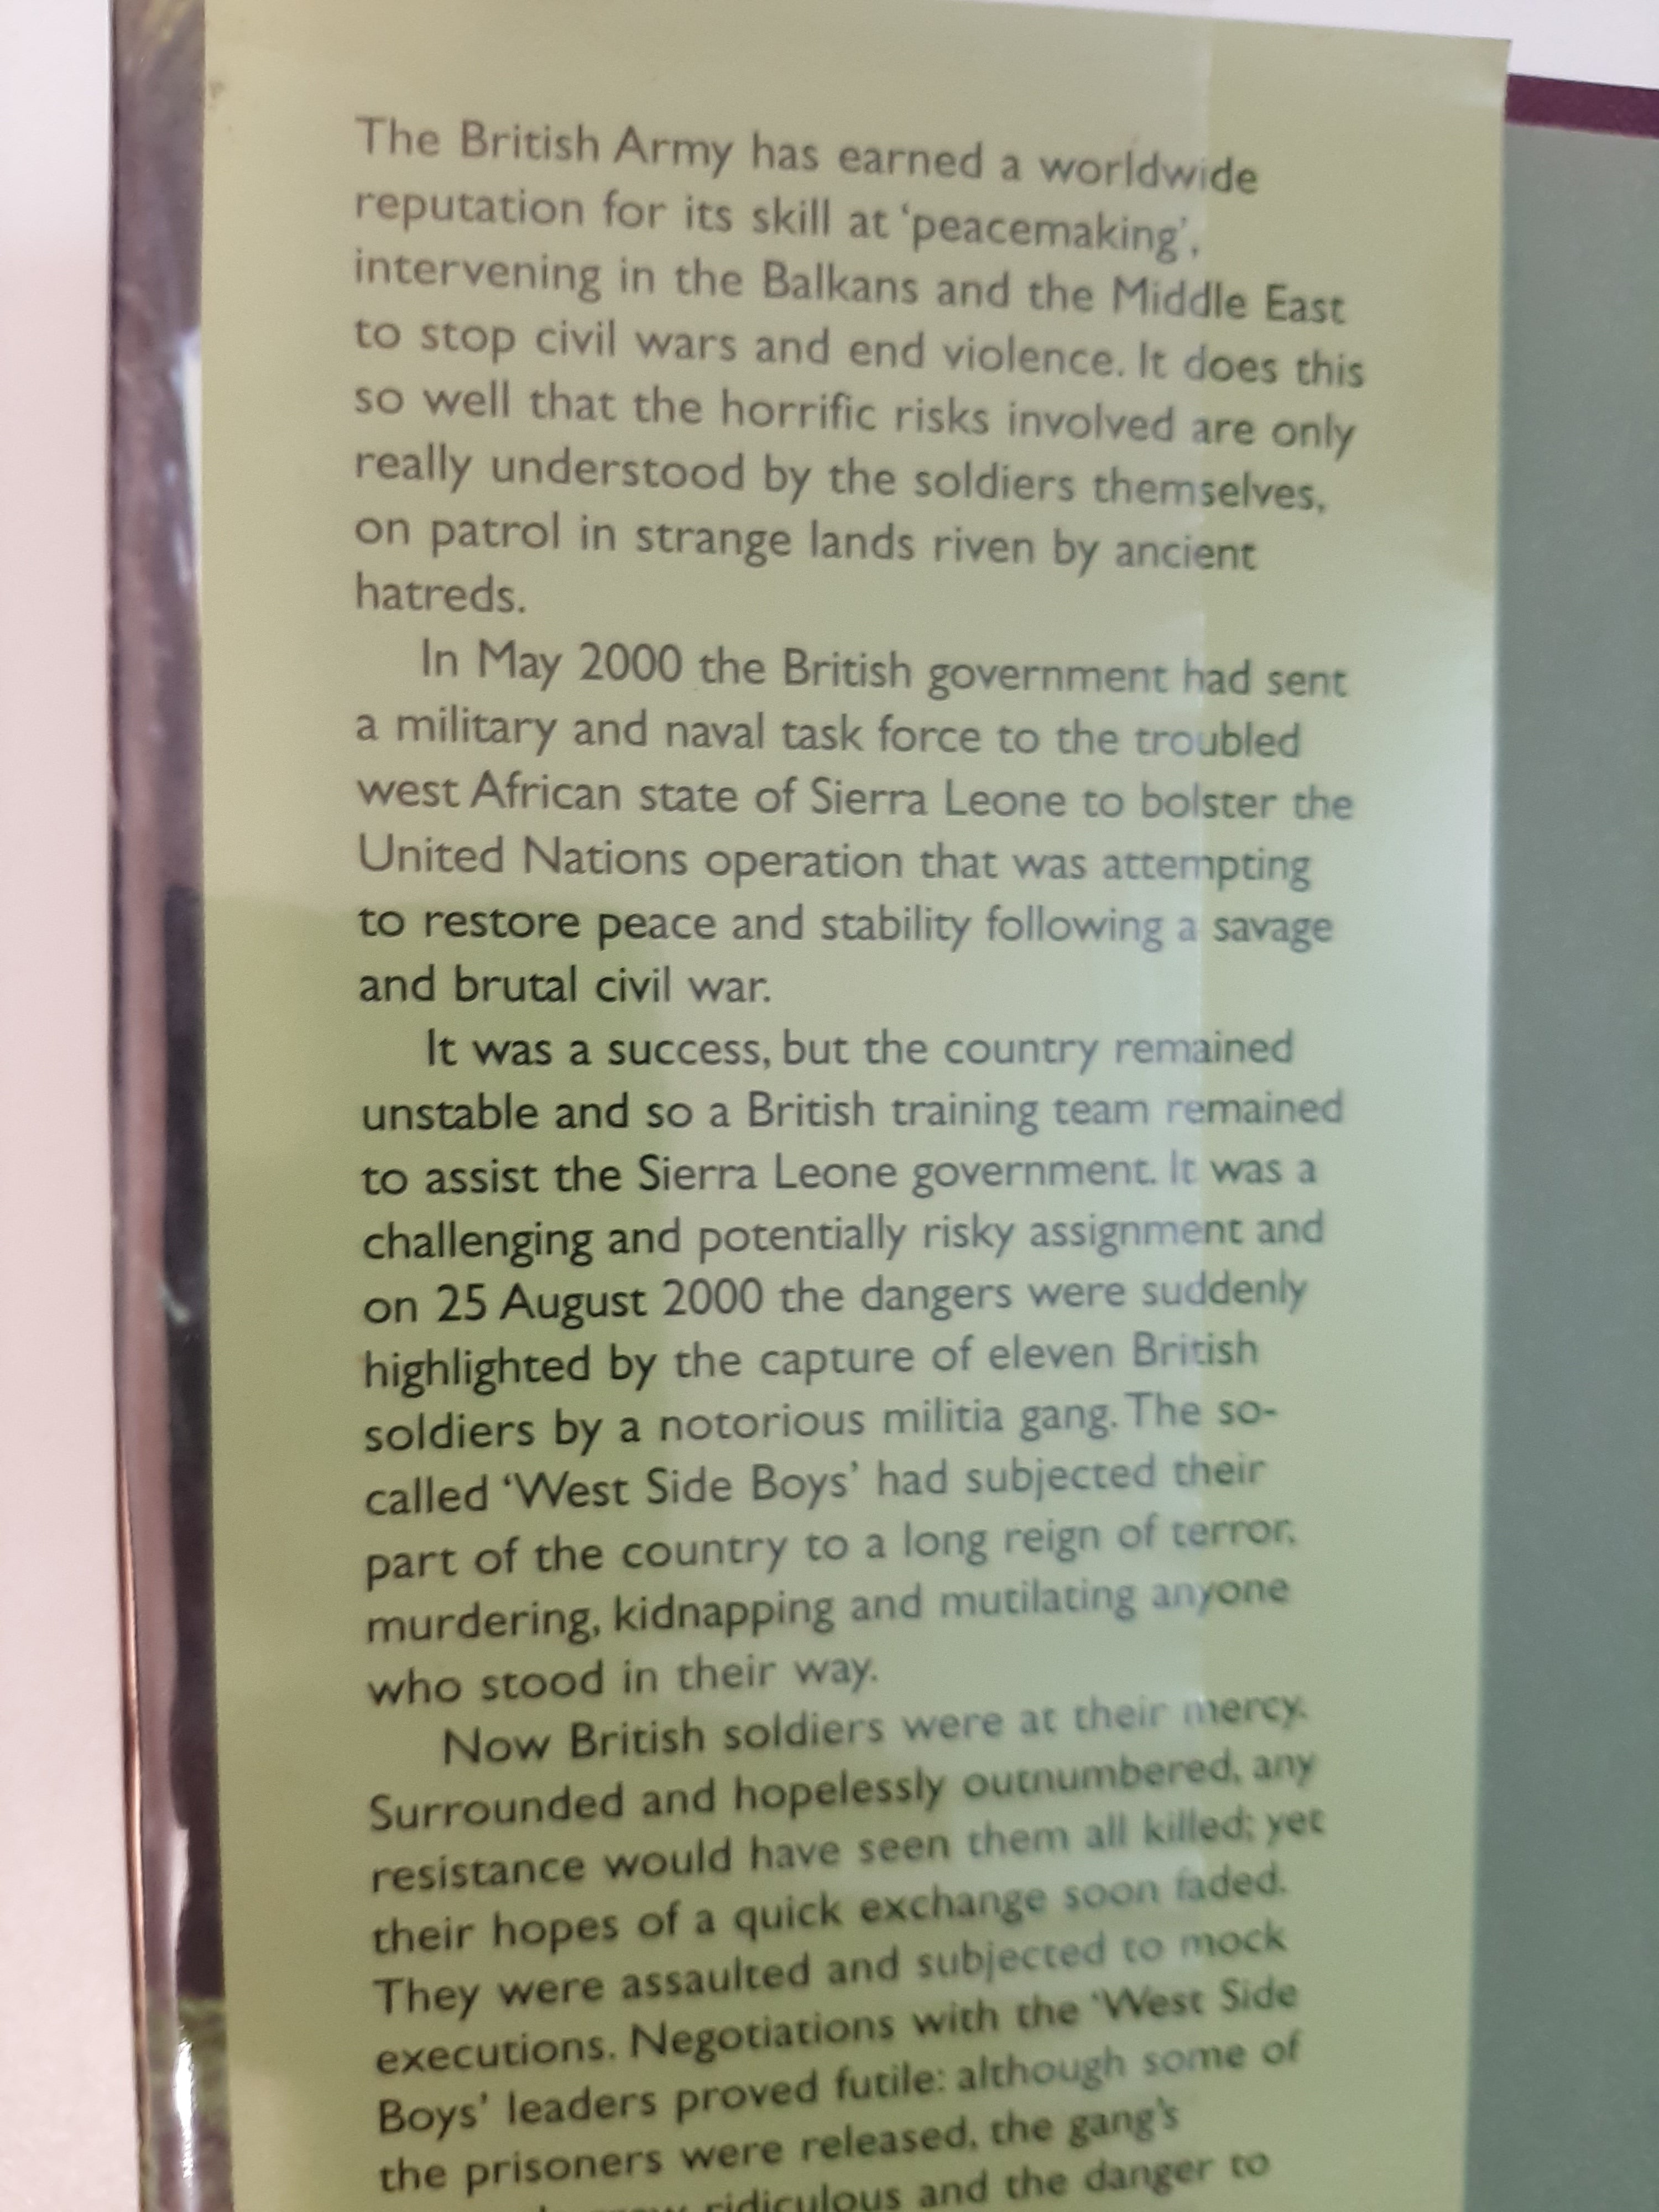 The British Army has earned a worldwide
reputation for its skill at ‘peacemaking’,
intervening in the Balkans and the Middle East
to stop civil wars and end violence. It does this
so well that the horrific risks involved are only
really understood by the soldiers themselves,
on patrol in strange lands riven by ancient
hatreds.
In May 2000 the British government had sent
a military and naval task force to the troubled
west African state of Sierra Leone to bolster the
United Nations operation that was attempting
to restore peace and stability following a savage
and brutal civil war.
It was a success, but the country remained
unstable and so a British training team remained
to assist the Sierra Leone government. It was a
challenging and potentially risky assignment and
on 25 August 2000 the dangers were suddenly
highlighted by the capture of eleven British
soldiers by a notorious militia gang. The so-
called ‘West Side Boys’ had subjected their
part of the country to a long reign of terror,
murdering, kidnapping and mutilating anyone
who stood in their way.
Now British soldiers were at their mercy.
Surrounded and hopelessly outnumbered, any
resistance would have seen them all killed; yet
their hopes of a quick exchange soon faded.
They were assaulted and subjected to mock
executions. Negotiations with the ‘West Side
Boys’ leaders proved futile: although some of
the prisoners were released, the gang’s
ridiculous and the danger to